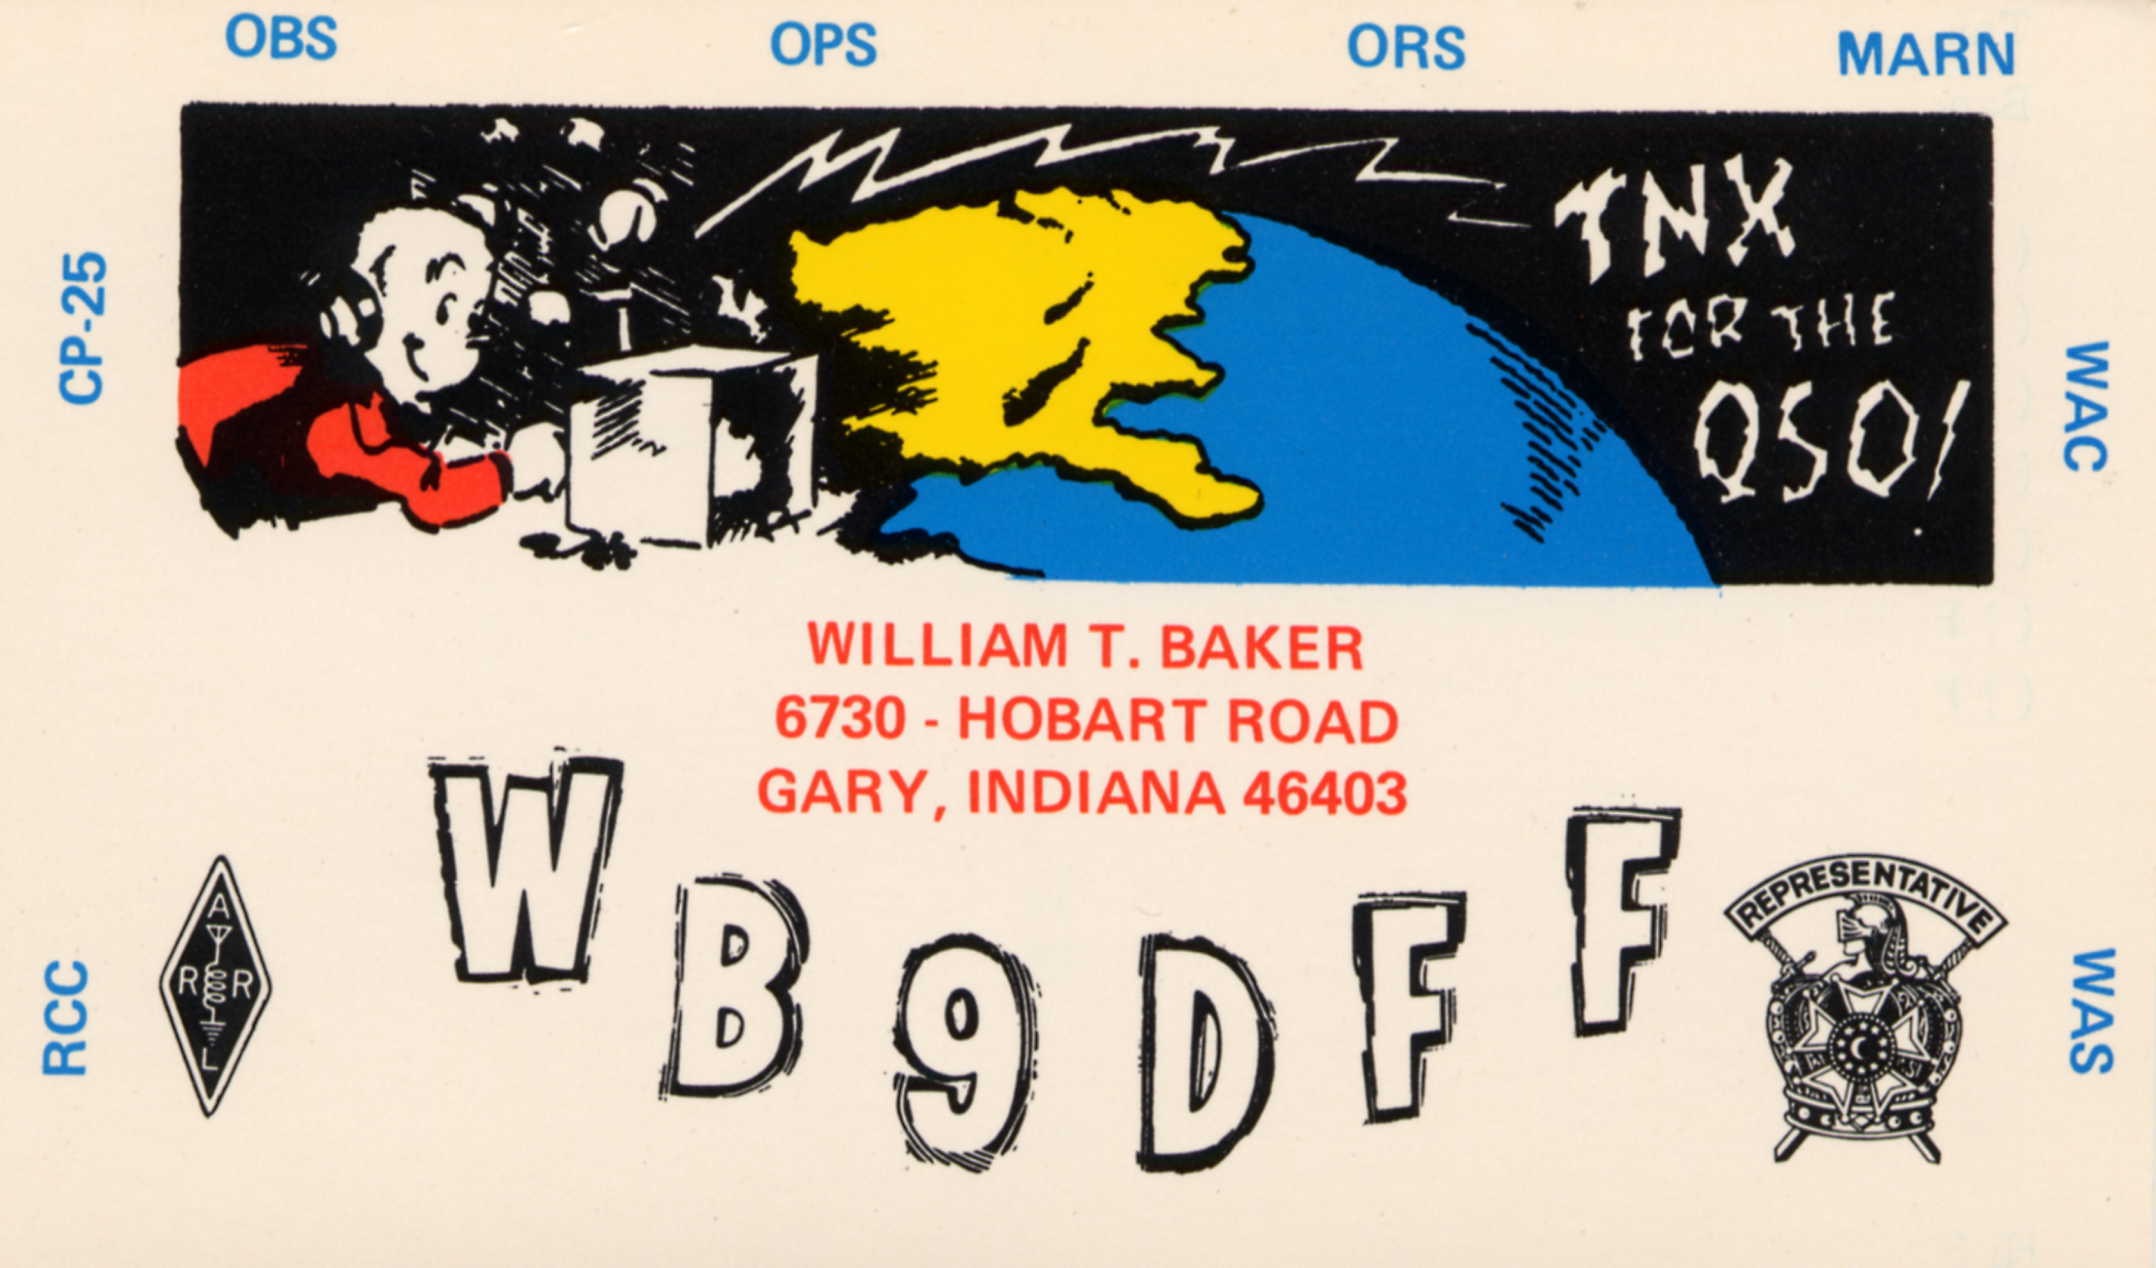 OBS OPS ORS MARN
CP-25
TNX
FOR THE
QSO!
WAC
WILLIAM T. BAKER
6730 - HOBART ROAD
GARY, INDIANA 46403
WB9DFF
RCC
A
R R
L
REPRESENTATIVE
WAS